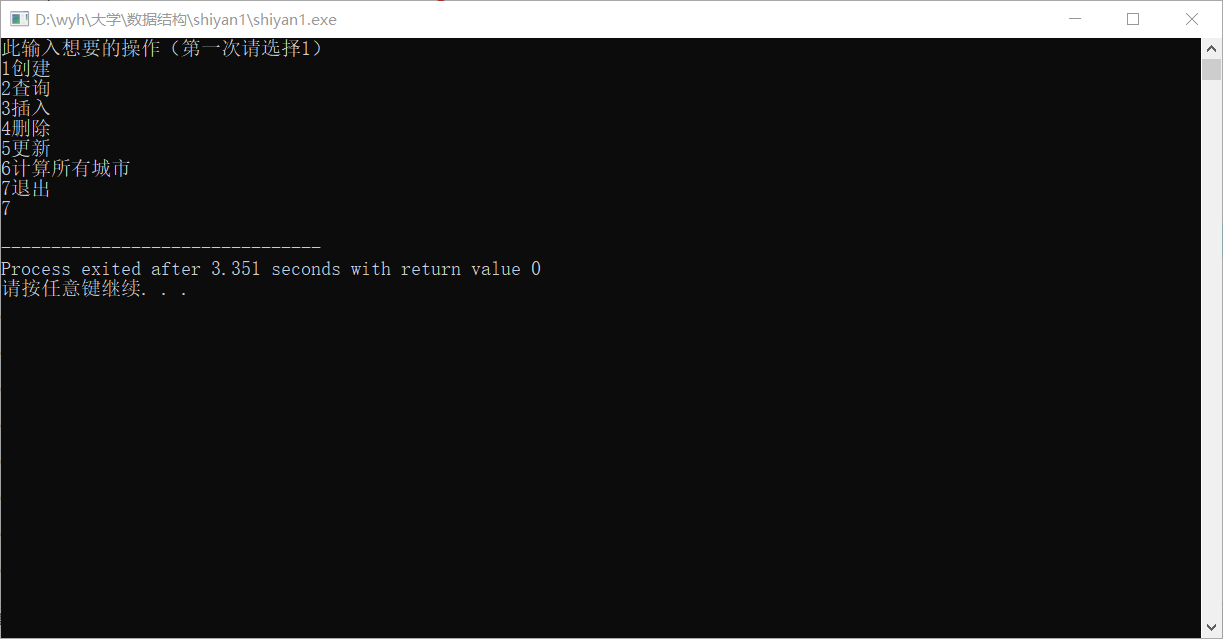 D:\wyh\大学\数据结构\shiyan1\shiyan1.exe
此输入想要的操作（第一次请选择1）
1创建
2查询
3插入
4删除
5更新
6计算所有城市
7退出
7
--------------------------------
Process exited after 3.351 seconds with return value 0
请按任意键继续. . .